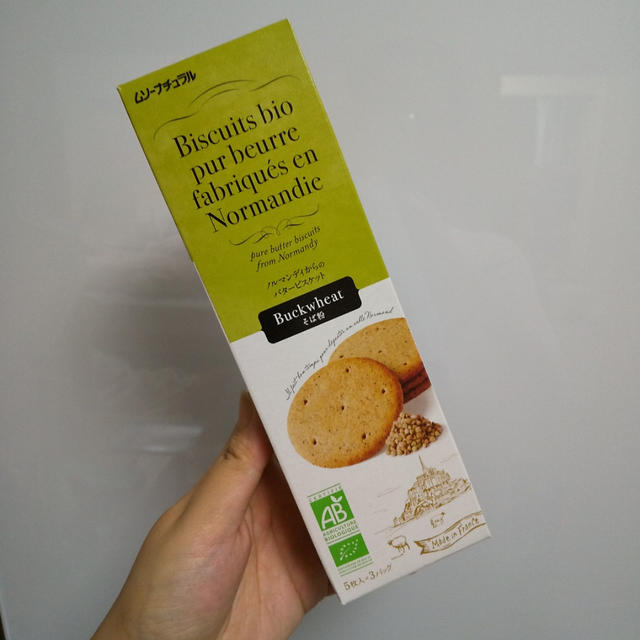 ムソーナチュラル
Biscuits bio
pur beurre
fabriqués en
Normandie
pure butter biscuits
from Normandy
ノルマンディからの
バタービスケット
Buckwheat
そば粉
AB
AGRICULTURE
BIOLOGIQUE
Made in France
5枚入×3パック